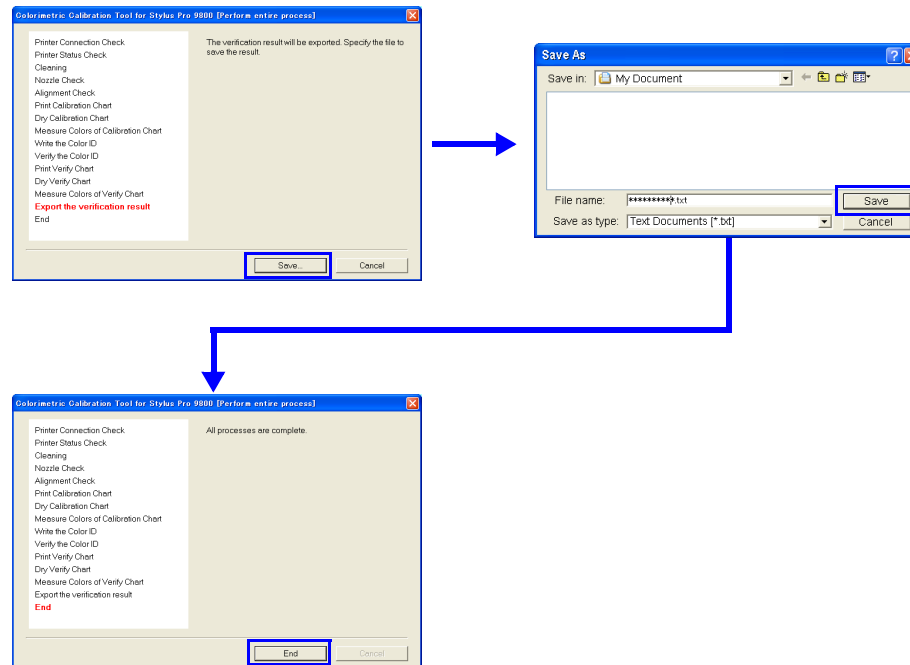 Colorimetric Calibration Tool for Stylus Pro 9800 [Perform entire process]
Printer Connection Check
Printer Status Check
Cleaning
Nozzle Check
Alignment Check
Print Calibration Chart
Dry Calibration Chart
Measure Colors of Calibration Chart
Write the Color ID
Verify the Color ID
Print Verify Chart
Dry Verify Chart
Measure Colors of Verify Chart
Export the verification result
End
The verification result will be exported. Specify the file to
save the result.
Save... Cancel
Save As
Save in: My Document
File name: **********.txt Save
Save as type: Text Documents [*.txt] Cancel
Colorimetric Calibration Tool for Stylus Pro 9800 [Perform entire process]
Printer Connection Check
Printer Status Check
Cleaning
Nozzle Check
Alignment Check
Print Calibration Chart
Dry Calibration Chart
Measure Colors of Calibration Chart
Write the Color ID
Verify the Color ID
Print Verify Chart
Dry Verify Chart
Measure Colors of Verify Chart
Export the verification result
End
All processes are complete.
End Cancel